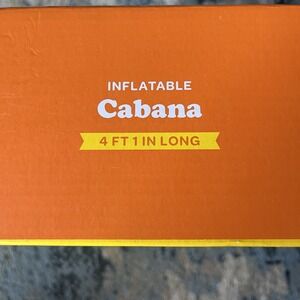 INFLATABLE
Cabana
4 FT 1 IN LONG